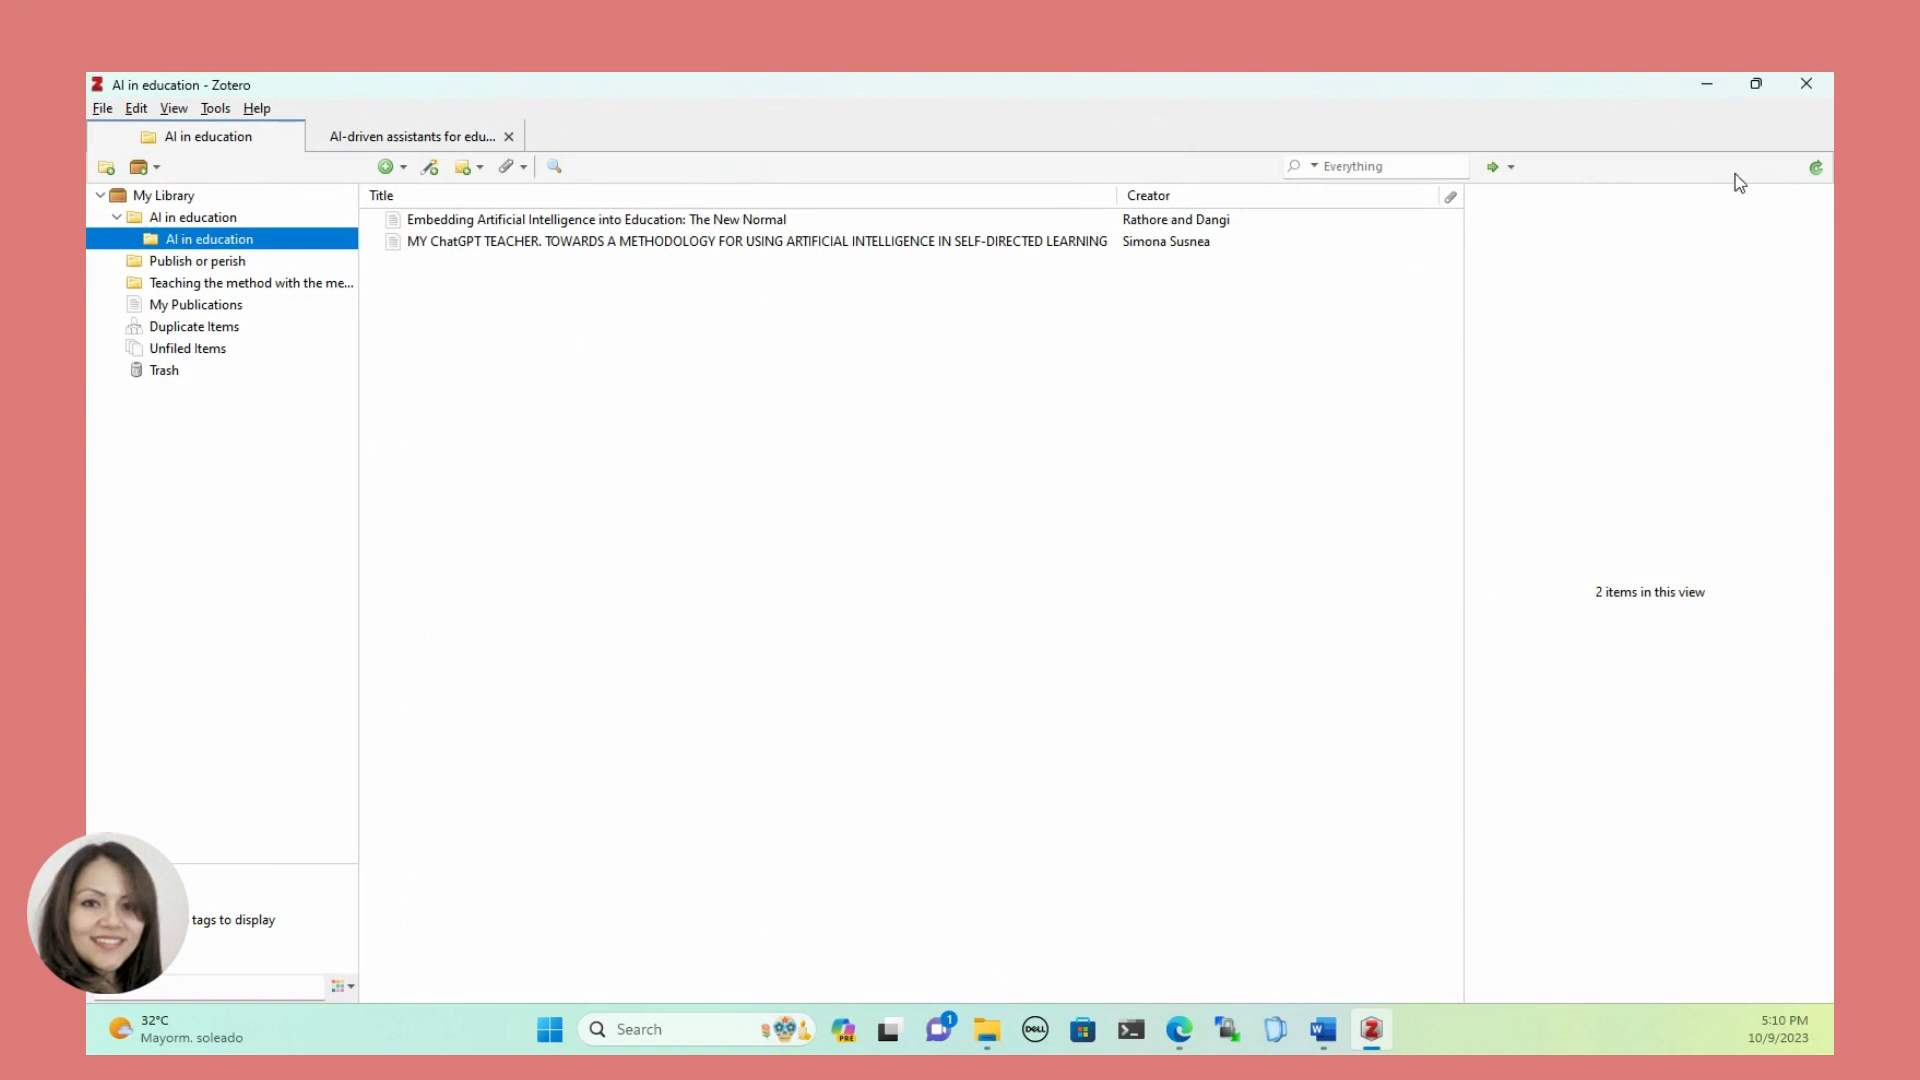 AI in education - Zotero
File Edit View Tools Help
AI in education
AI-driven assistants for edu...
Everything
My Library
AI in education
AI in education
Publish or perish
Teaching the method with the me...
My Publications
Duplicate Items
Unfiled Items
Trash
Title Creator
Embedding Artificial Intelligence into Education: The New Normal Rathore and Dangi
MY ChatGPT TEACHER. TOWARDS A METHODOLOGY FOR USING ARTIFICIAL INTELLIGENCE IN SELF-DIRECTED LEARNING Simona Susnea
2 items in this view
tags to display
32°C
Mayorm. soleado
Search
PRE
1
DELL
5:10 PM
10/9/2023